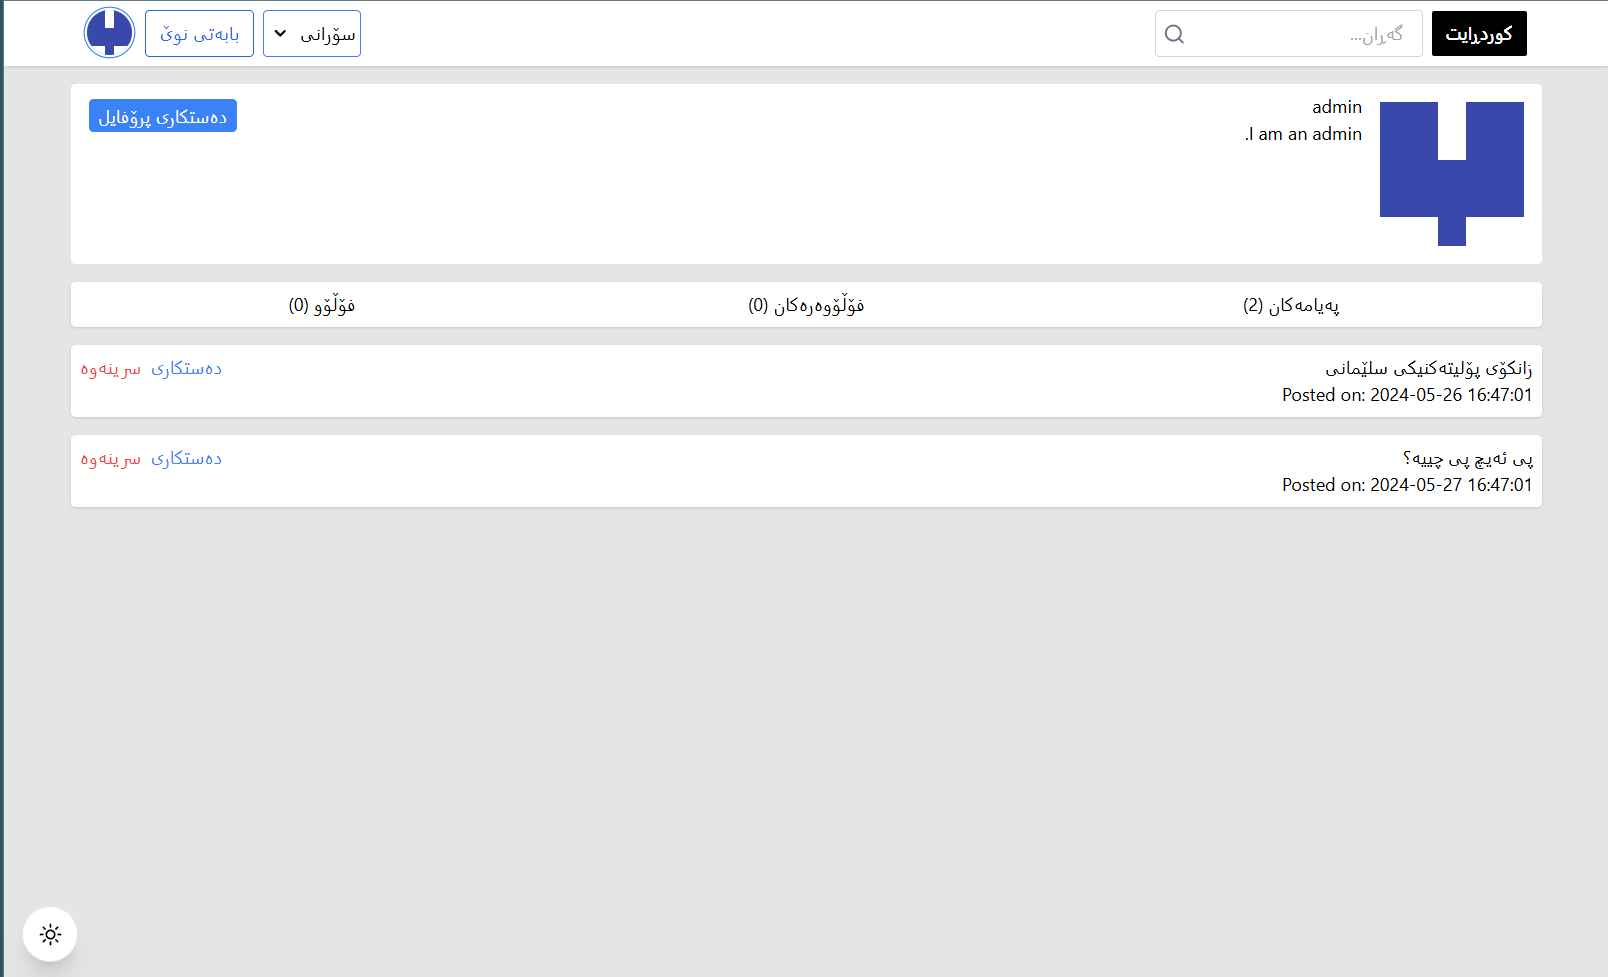 کوردڕایت
گەڕان...
سۆرانی
بابەتی نوێ
admin
I am an admin.
دەستکاری پرۆفایل
پەیامەکان (2)
فۆڵۆوەرەکان (0)
فۆڵۆو (0)
زانکۆی پۆلیتەکنیکی سلێمانی
Posted on: 2024-05-26 16:47:01
دەستکاری سڕینەوە
پی ئەیچ پی چییە؟
Posted on: 2024-05-27 16:47:01
دەستکاری سڕینەوە